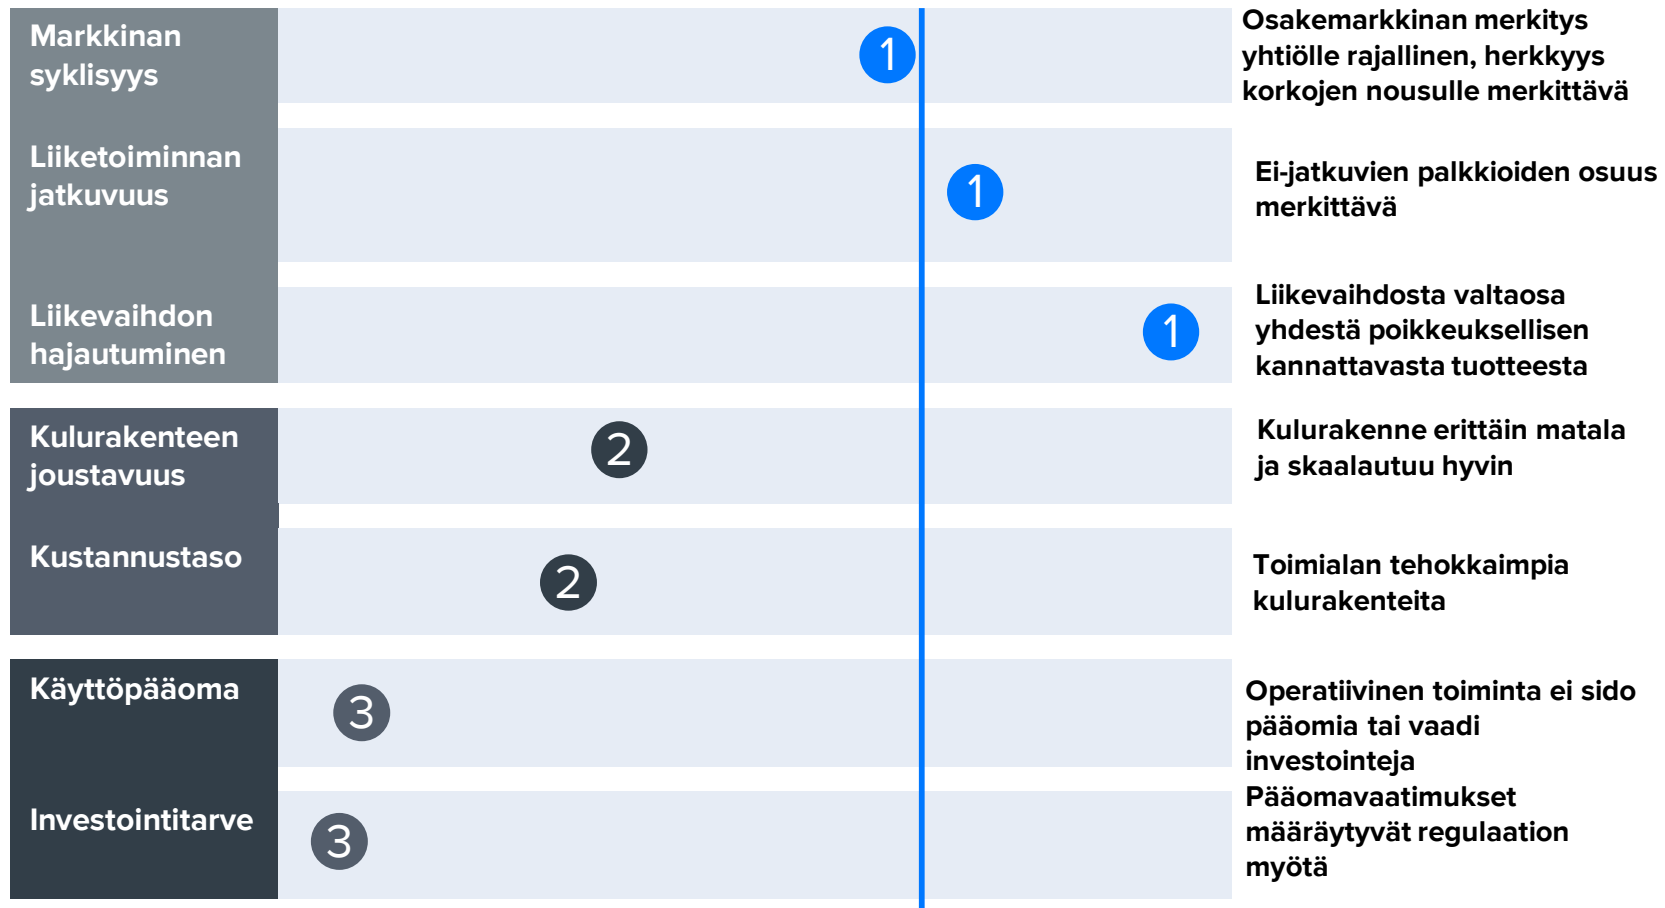 Markkinan
syklisyys
1
Osakemarkkinan merkitys
yhtiölle rajallinen, herkkyys
korkojen nousulle merkittävä
Liiketoiminnan
jatkuvuus
1
Ei-jatkuvien palkkioiden osuus
merkittävä
Liikevaihdon
hajautuminen
1
Liikevaihdosta valtaosa
yhdestä poikkeuksellisen
kannattavasta tuotteesta
Kulurakenteen
joustavuus
2
Kulurakenne erittäin matala
ja skaalautuu hyvin
Kustannustaso
2
Toimialan tehokkaimpia
kulurakenteita
Käyttöpääoma
3
Operatiivinen toiminta ei sido
pääomia tai vaadi
investointeja
Investointitarve
3
Pääomavaatimukset
määräytyvät regulaation
myötä